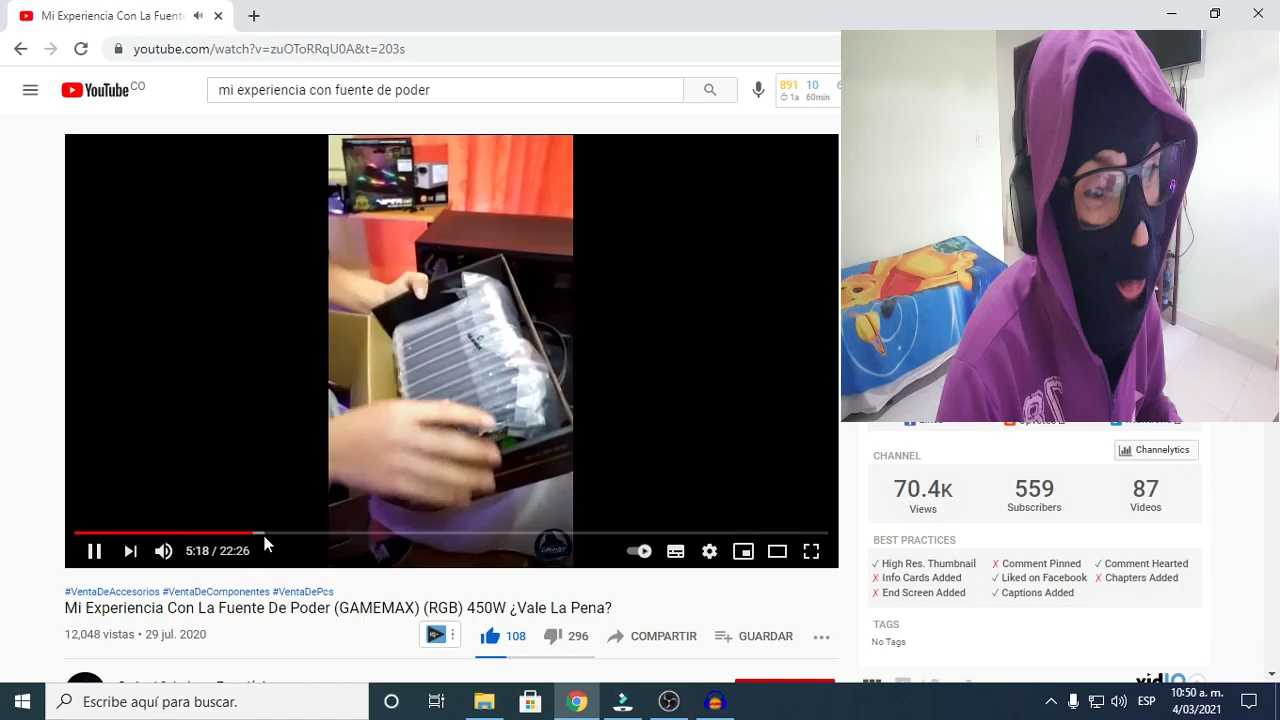 Mi Experiencia Con La Fuente De
youtube.com/watch?v=zuOToRRqU0A&t=203s
YouTube CO
mi experiencia con fuente de poder
891 10 6
1a 60min
5:18 / 22:26
#VentaDeAccesorios #VentaDeComponentes #VentaDePcs
Mi Experiencia Con La Fuente De Poder (GAMEMAX) (RGB) 450W ¿Vale La Pena?
12,048 vistas • 29 jul. 2020
108 296 COMPARTIR GUARDAR
CHANNEL
Channelytics
70.4K 559 87
Views Subscribers Videos
BEST PRACTICES
✓ High Res. Thumbnail ✗ Comment Pinned ✓ Comment Hearted
✗ Info Cards Added ✓ Liked on Facebook ✗ Chapters Added
✗ End Screen Added ✓ Captions Added
TAGS
No Tags
Escribe aquí para buscar.
ESP
10:50 a. m.
4/03/2021